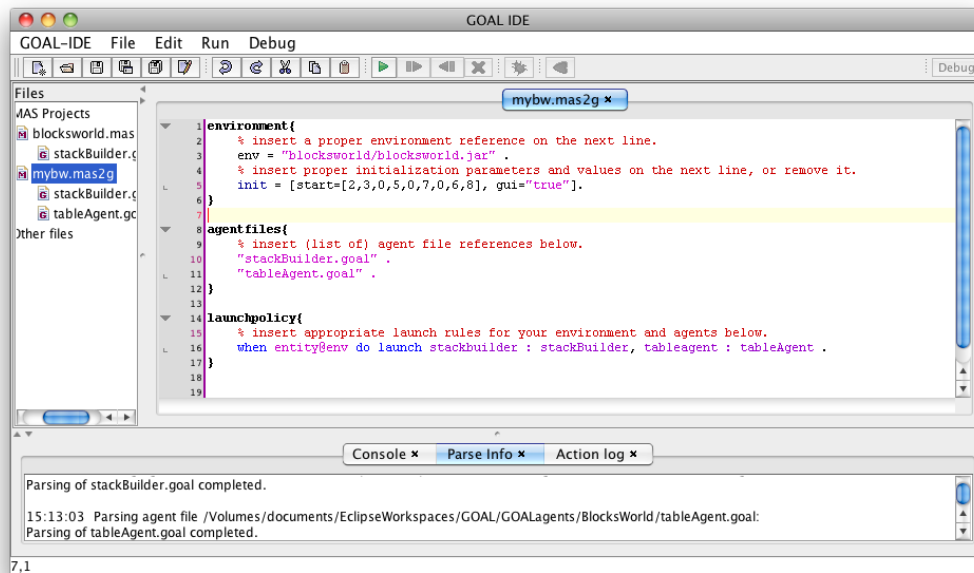 GOAL IDE
GOAL-IDE File Edit Run Debug
Debug
Files
MAS Projects
blocksworld.mas
stackBuilder.g
mybw.mas2g
stackBuilder.g
tableAgent.gc
Other files
mybw.mas2g ×
1 environment{
2 % insert a proper environment reference on the next line.
3 env = "blocksworld/blocksworld.jar" .
4 % insert proper initialization parameters and values on the next line, or remove it.
5 init = [start=[2,3,0,5,0,7,0,6,8], gui="true"].
6 }
7
8 agentfiles{
9 % insert (list of) agent file references below.
10 "stackBuilder.goal" .
11 "tableAgent.goal" .
12 }
13
14 launchpolicy{
15 % insert appropriate launch rules for your environment and agents below.
16 when entity@env do launch stackbuilder : stackBuilder, tableagent : tableAgent .
17 }
18
19
Console × Parse Info × Action log ×
Parsing of stackBuilder.goal completed.
15:13:03 Parsing agent file /Volumes/documents/EclipseWorkspaces/GOAL/GOALagents/BlocksWorld/tableAgent.goal:
Parsing of tableAgent.goal completed.
7,1